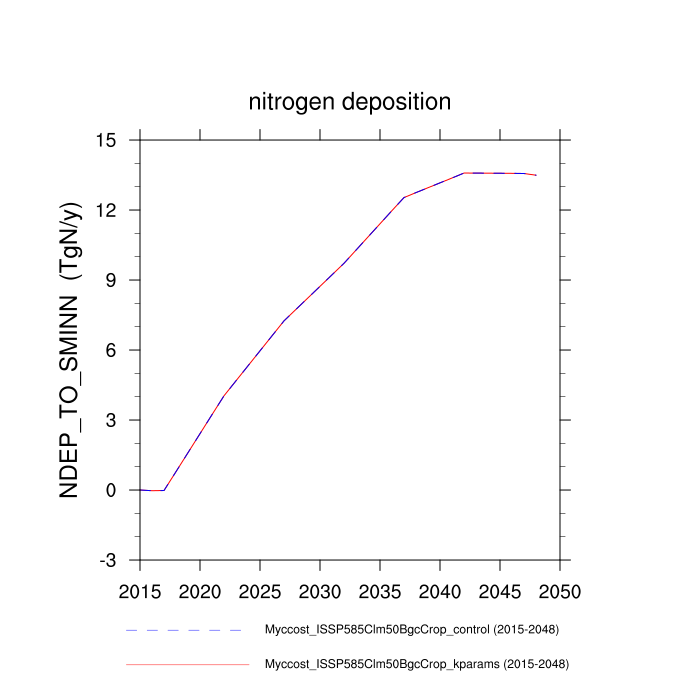 nitrogen deposition
NDEP_TO_SMINN (TgN/y)
15
12
9
6
3
0
-3
2015 2020 2025 2030 2035 2040 2045 2050
Myccost_ISSP585Clm50BgcCrop_control (2015-2048)
Myccost_ISSP585Clm50BgcCrop_kparams (2015-2048)